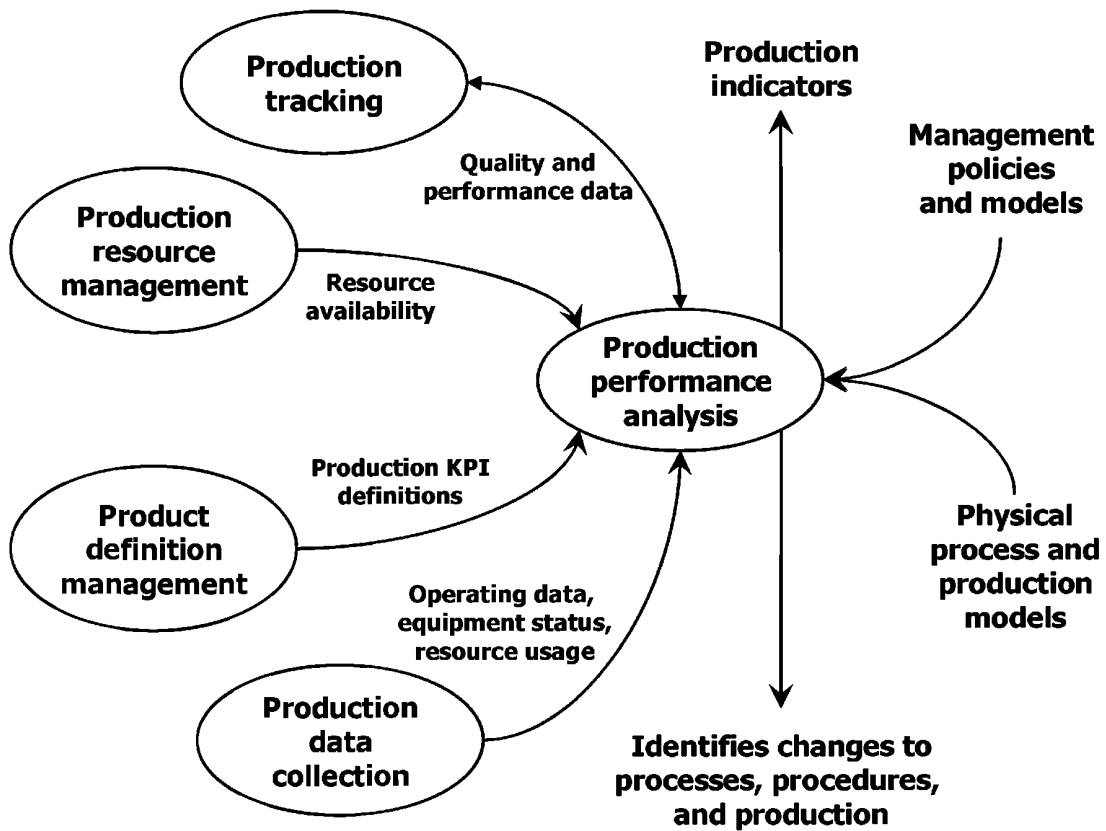 Production
tracking
Production
indicators
Management
policies
and models
Quality and
performance data
Production
resource
management
Resource
availability
Production
performance
analysis
Production KPI
definitions
Product
definition
management
Physical
process and
production
models
Operating data,
equipment status,
resource usage
Production
data
collection
Identifies changes to
processes, procedures,
and production